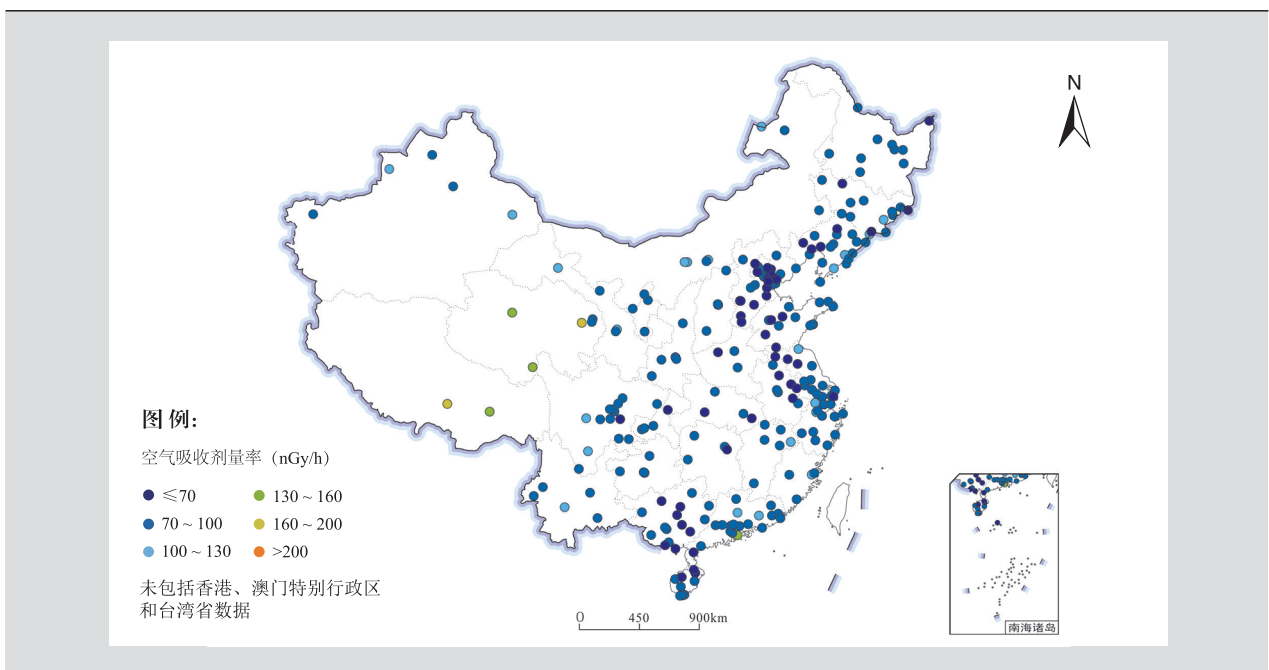 N
图 例:
空气吸收剂量率（nGy/h）
≤70
130 ~ 160
70 ~ 100
160 ~ 200
100 ~ 130
>200
未包括香港、澳门特别行政区
和台湾省数据
0 450 900km
南海诸岛